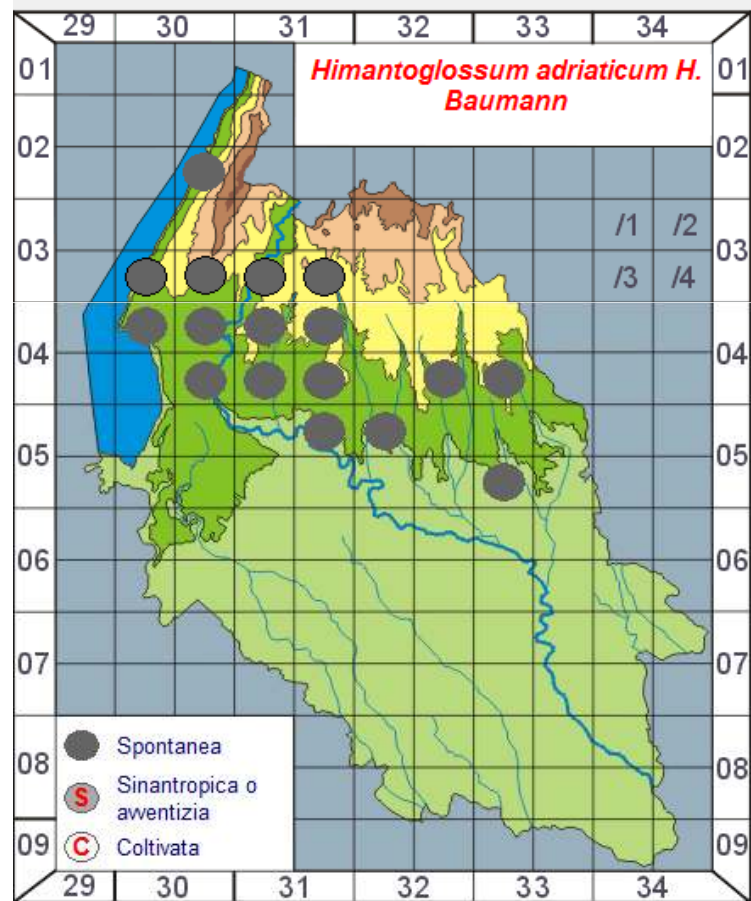 29 30 31 32 33 34
Himantoglossum adriaticum H.
Baumann
01 01
02 02
/1 /2
03 03
/3 /4
04 04
05 05
06 06
07 07
Spontanea
08 08
S Sinantropica o
avventizia
C Coltivata
09 09
29 30 31 32 33 34